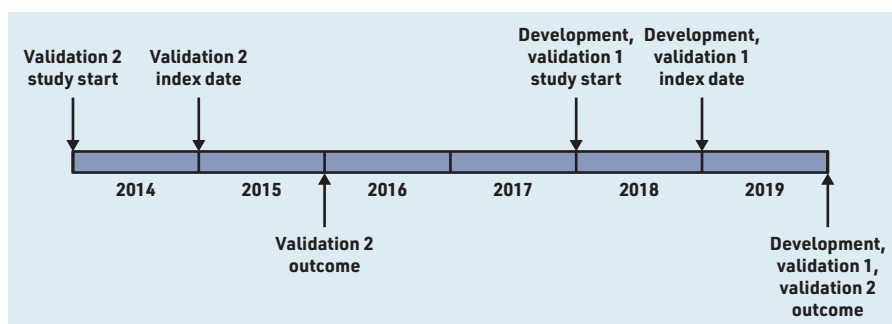 Validation 2
study start
Validation 2
index date
Development,
validation 1
study start
Development,
validation 1
index date
2014
2015
2016
2017
2018
2019
Validation 2
outcome
Development,
validation 1,
validation 2
outcome